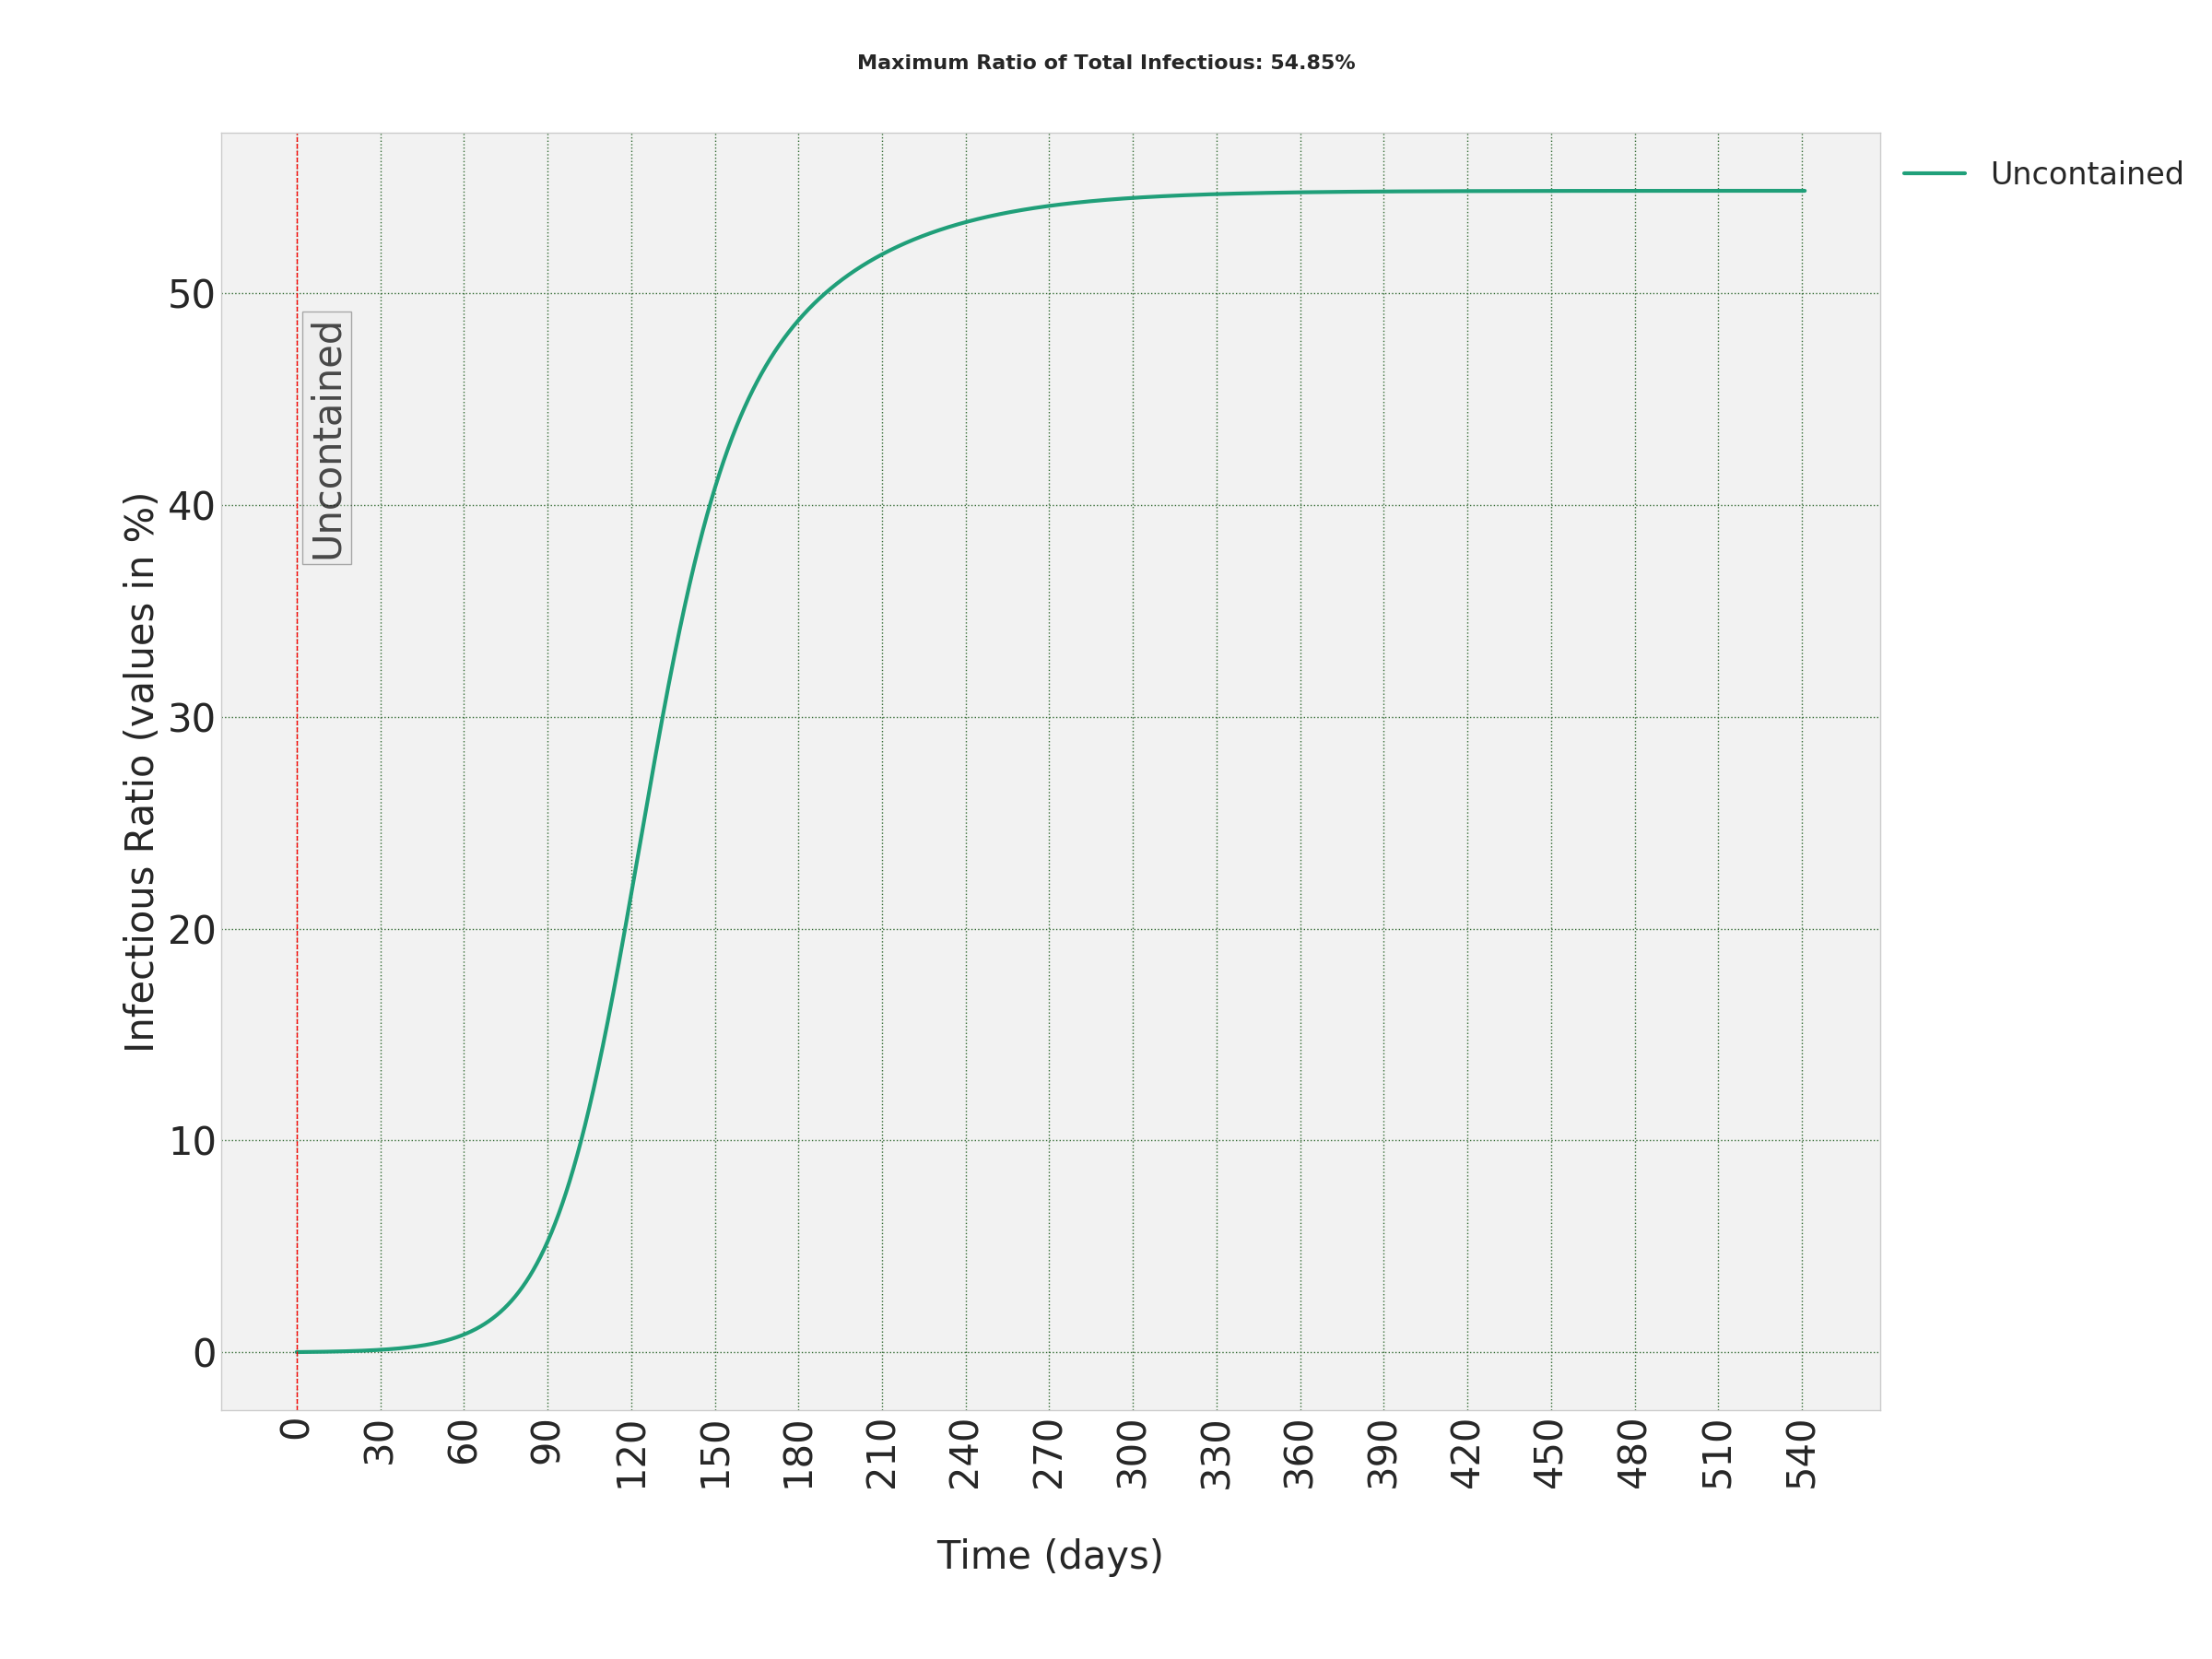 Maximum Ratio of Total Infectious: 54.85%
Uncontained
Uncontained
Infectious Ratio (values in %)
50
40
30
20
10
0
0 30 60 90 120 150 180 210 240 270 300 330 360 390 420 450 480 510 540
Time (days)